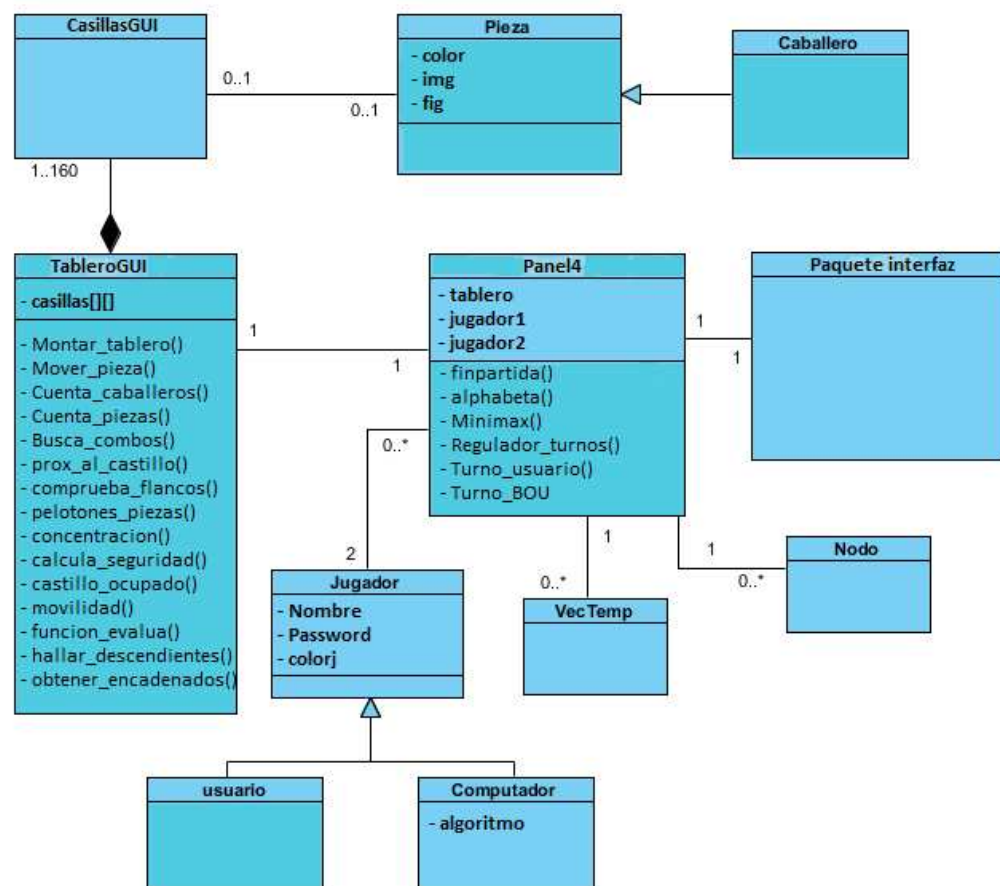 CasillasGUI
Pieza
- color
- img
- fig
Caballero
0..1
0..1
1..160
TableroGUI
- casillas[][]
- Montar_tablero()
- Mover_pieza()
- Cuenta_caballeros()
- Cuenta_piezas()
- Busca_combos()
- prox_al_castillo()
- comprueba_flancos()
- pelotones_piezas()
- concentracion()
- calcula_seguridad()
- castillo_ocupado()
- movilidad()
- funcion_evalua()
- hallar_descendientes()
- obtener_encadenados()
1
1
Panel4
- tablero
- jugador1
- jugador2
- finpartida()
- alphabeta()
- Minimax()
- Regulador_turnos()
- Turno_usuario()
- Turno_BOU
1
1
Paquete interfaz
0..*
2
Jugador
- Nombre
- Password
- colorj
1
0..*
VecTemp
1
0..*
Nodo
usuario
Computador
- algoritmo